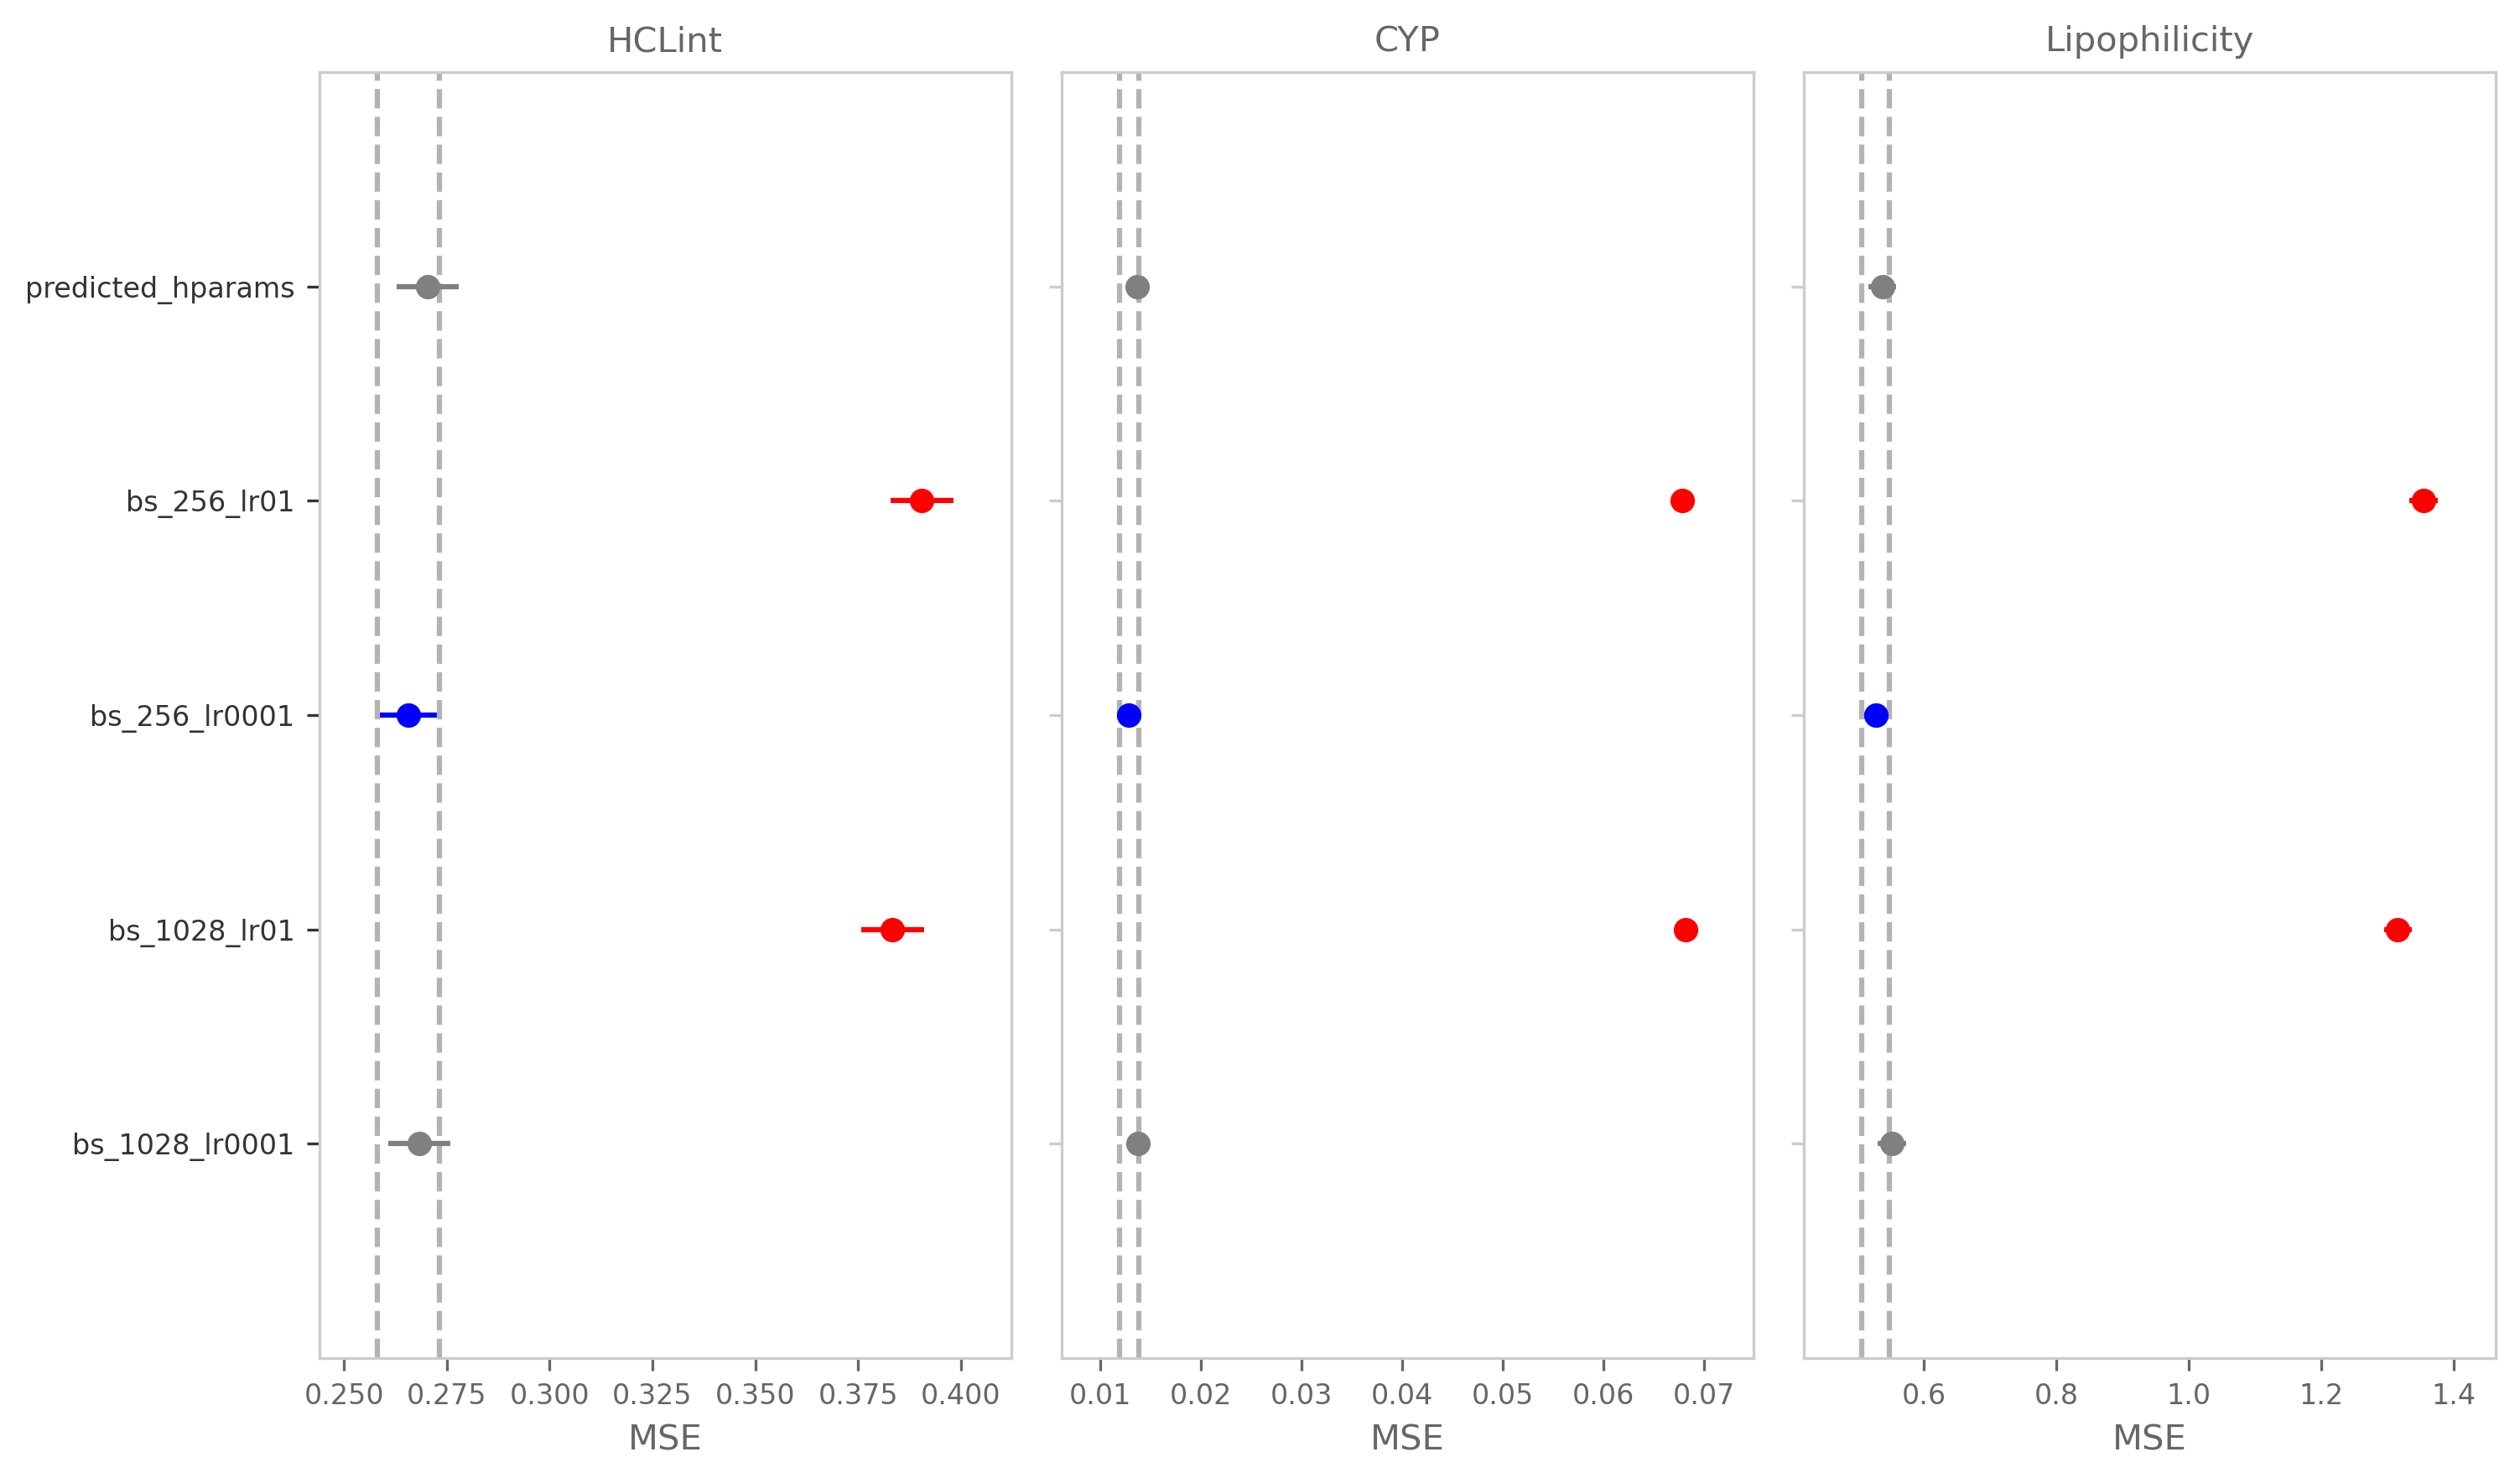 HCLint
CYP
Lipophilicity
predicted_hparams
bs_256_lr01
bs_256_lr0001
bs_1028_lr01
bs_1028_lr0001
0.250 0.275 0.300 0.325 0.350 0.375 0.400
0.01 0.02 0.03 0.04 0.05 0.06 0.07
0.6 0.8 1.0 1.2 1.4
MSE
MSE
MSE